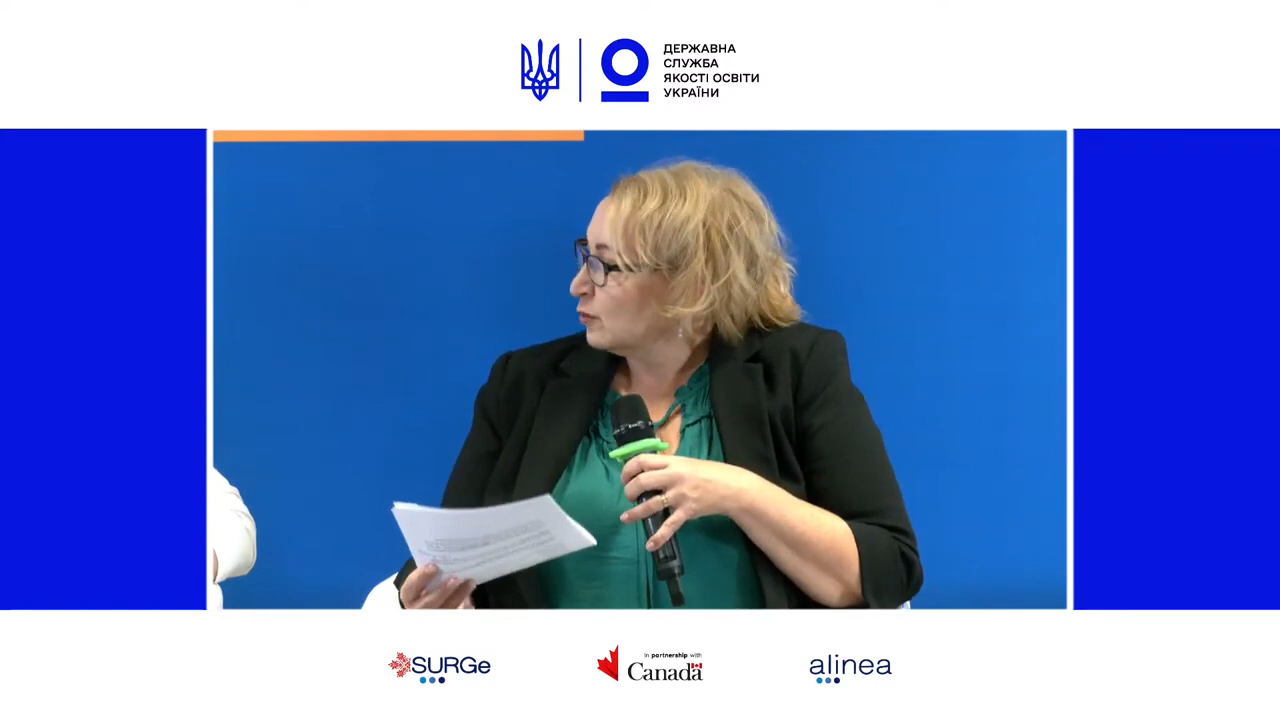 ДЕРЖАВНА
СЛУЖБА
ЯКОСТІ ОСВІТИ
УКРАЇНИ
SURGe
In partnership with
Canada
alinea